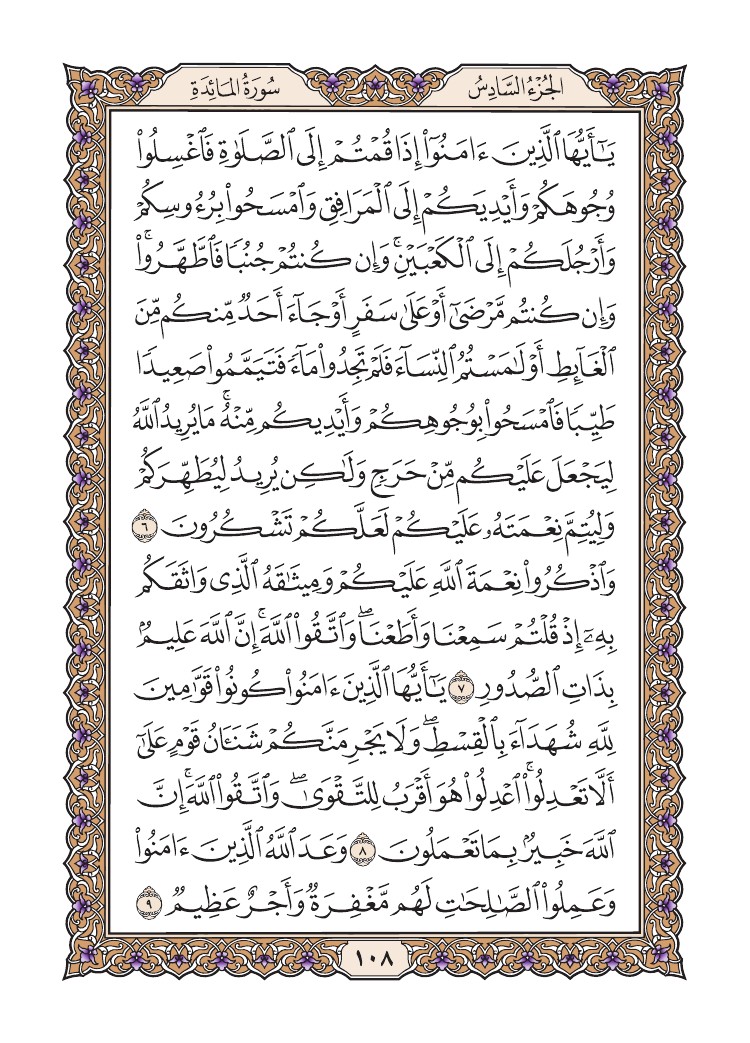 الجُزْءُ السَّادِسُ
سُورَةُ المَائِدَةِ
يَٰٓأَيُّهَا ٱلَّذِينَ ءَامَنُوٓا۟ إِذَا قُمْتُمْ إِلَى ٱلصَّلَوٰةِ فَٱغْسِلُوا۟
وُجُوهَكُمْ وَأَيْدِيَكُمْ إِلَى ٱلْمَرَافِقِ وَٱمْسَحُوا۟ بِرُءُوسِكُمْ
وَأَرْجُلَكُمْ إِلَى ٱلْكَعْبَيْنِ ۚ وَإِن كُنتُمْ جُنُبًا فَٱطَّهَّرُوا۟ ۚ
وَإِن كُنتُم مَّرْضَىٰٓ أَوْ عَلَىٰ سَفَرٍ أَوْ جَآءَ أَحَدٌ مِّنكُم مِّنَ
ٱلْغَآئِطِ أَوْ لَٰمَسْتُمُ ٱلنِّسَآءَ فَلَمْ تَجِدُوا۟ مَآءً فَتَيَمَّمُوا۟ صَعِيدًا
طَيِّبًا فَٱمْسَحُوا۟ بِوُجُوهِكُمْ وَأَيْدِيكُم مِّنْهُ ۚ مَا يُرِيدُ ٱللَّهُ
لِيَجْعَلَ عَلَيْكُم مِّنْ حَرَجٍ وَلَٰكِن يُرِيدُ لِيُطَهِّرَكُمْ
وَلِيُتِمَّ نِعْمَتَهُۥ عَلَيْكُمْ لَعَلَّكُمْ تَشْكُرُونَ ٦
وَٱذْكُرُوا۟ نِعْمَةَ ٱللَّهِ عَلَيْكُمْ وَمِيثَٰقَهُ ٱلَّذِى وَاثَقَكُم
بِهِۦٓ إِذْ قُلْتُمْ سَمِعْنَا وَأَطَعْنَا ۖ وَٱتَّقُوا۟ ٱللَّهَ ۚ إِنَّ ٱللَّهَ عَلِيمٌۢ
بِذَاتِ ٱلصُّدُورِ ٧ يَٰٓأَيُّهَا ٱلَّذِينَ ءَامَنُوا۟ كُونُوا۟ قَوَّٰمِينَ
لِلَّهِ شُهَدَآءَ بِٱلْقِسْطِ ۖ وَلَا يَجْرِمَنَّكُمْ شَنَـَٔانُ قَوْمٍ عَلَىٰٓ
أَلَّا تَعْدِلُوا۟ ۚ ٱعْدِلُوا۟ هُوَ أَقْرَبُ لِلتَّقْوَىٰ ۖ وَٱتَّقُوا۟ ٱللَّهَ ۚ إِنَّ
ٱللَّهَ خَبِيرٌۢ بِمَا تَعْمَلُونَ ٨ وَعَدَ ٱللَّهُ ٱلَّذِينَ ءَامَنُوا۟
وَعَمِلُوا۟ ٱلصَّٰلِحَٰتِ لَهُم مَّغْفِرَةٌ وَأَجْرٌ عَظِيمٌ ٩
١٠٨